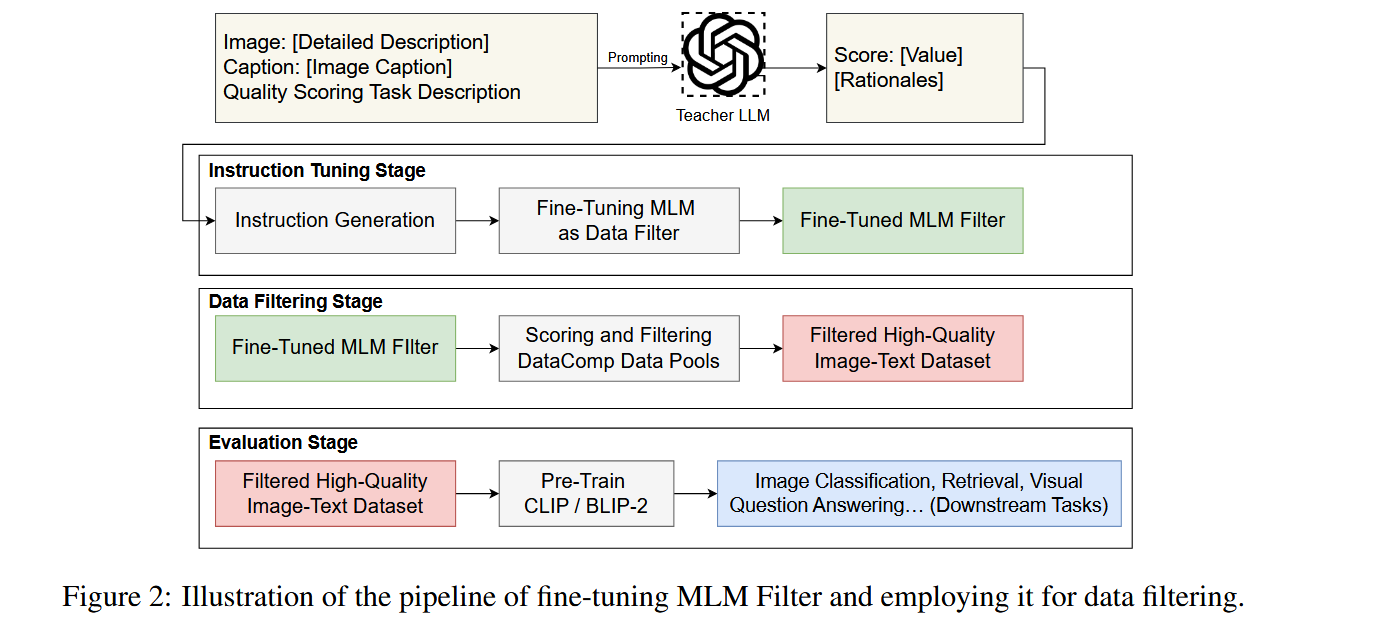 Image: [Detailed Description]
Caption: [Image Caption]
Quality Scoring Task Description
Prompting
Teacher LLM
Score: [Value]
[Rationales]
Instruction Tuning Stage
Instruction Generation
Fine-Tuning MLM
as Data Filter
Fine-Tuned MLM Filter
Data Filtering Stage
Fine-Tuned MLM FIlter
Scoring and Filtering
DataComp Data Pools
Filtered High-Quality
Image-Text Dataset
Evaluation Stage
Filtered High-Quality
Image-Text Dataset
Pre-Train
CLIP / BLIP-2
Image Classification, Retrieval, Visual
Question Answering... (Downstream Tasks)
Figure 2: Illustration of the pipeline of fine-tuning MLM Filter and employing it for data filtering.